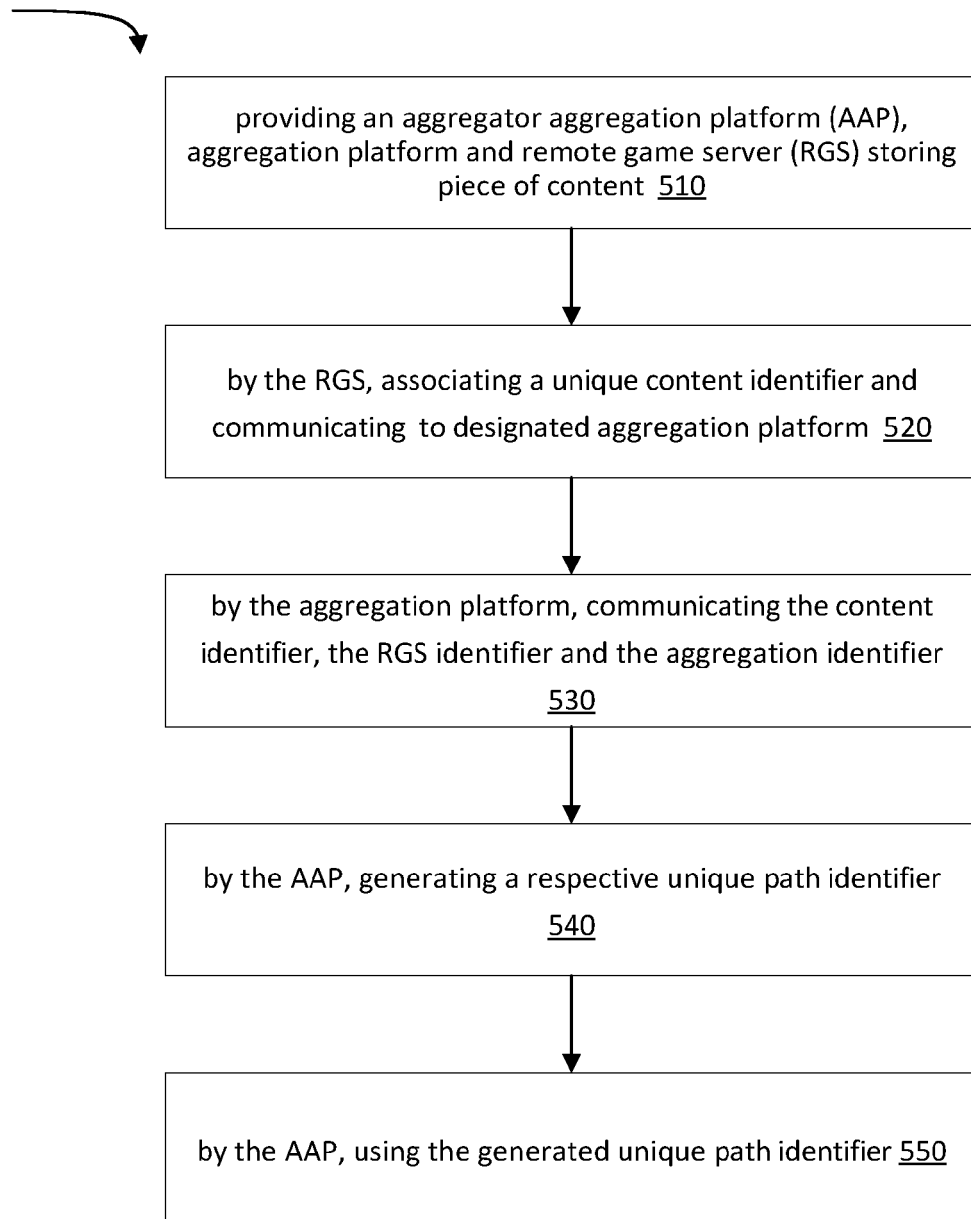 providing an aggregator aggregation platform (AAP),
aggregation platform and remote game server (RGS) storing
piece of content 510
by the RGS, associating a unique content identifier and
communicating to designated aggregation platform 520
by the aggregation platform, communicating the content
identifier, the RGS identifier and the aggregation identifier
530
by the AAP, generating a respective unique path identifier
540
by the AAP, using the generated unique path identifier 550